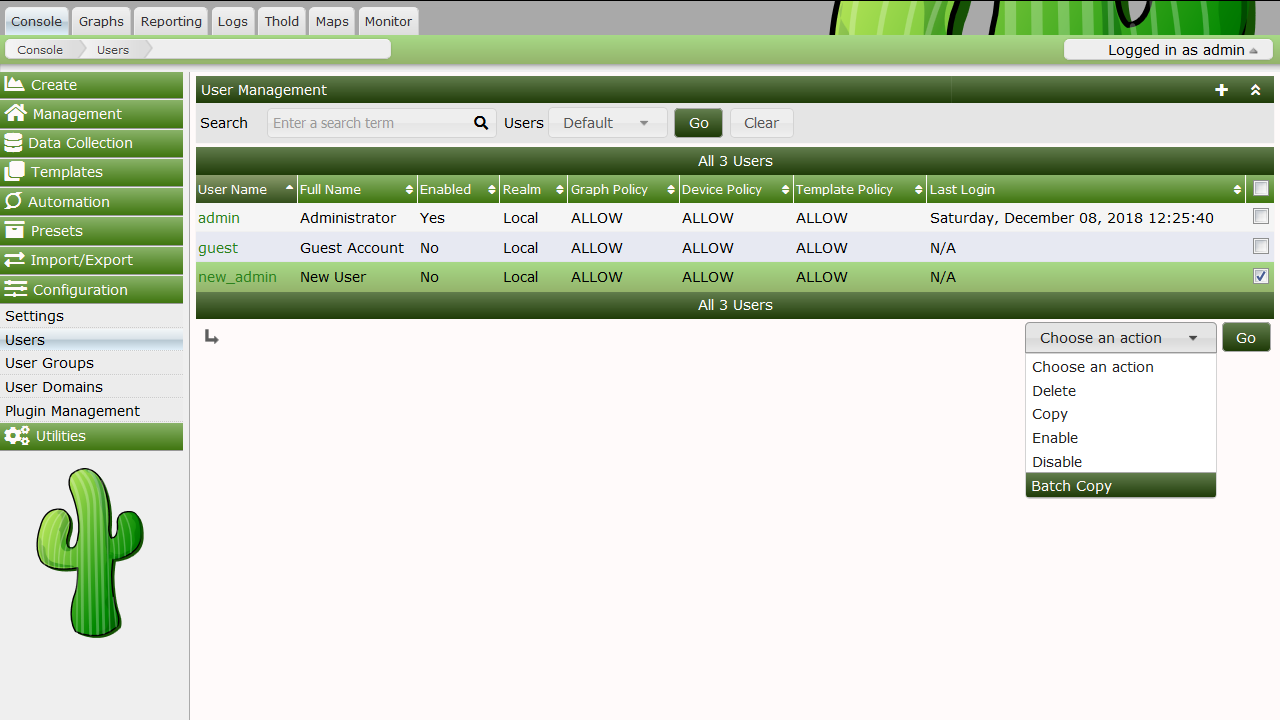 Console Graphs Reporting Logs Thold Maps Monitor
Console Users Logged in as admin
Create
Management
Data Collection
Templates
Automation
Presets
Import/Export
Configuration
Settings
Users
User Groups
User Domains
Plugin Management
Utilities
User Management
Search Enter a search term Users Default Go Clear
All 3 Users
User Name Full Name Enabled Realm Graph Policy Device Policy Template Policy Last Login
admin Administrator Yes Local ALLOW ALLOW ALLOW Saturday, December 08, 2018 12:25:40
guest Guest Account No Local ALLOW ALLOW ALLOW N/A
new_admin New User No Local ALLOW ALLOW ALLOW N/A
All 3 Users
Choose an action Go
Choose an action
Delete
Copy
Enable
Disable
Batch Copy